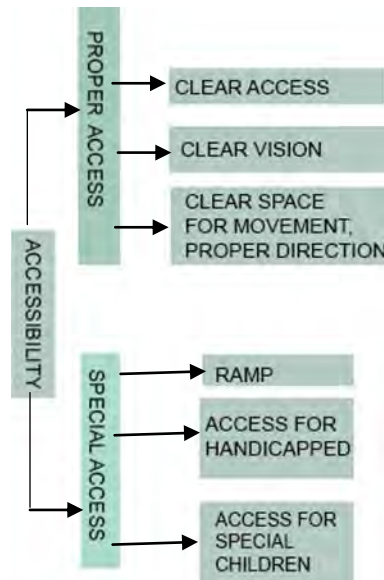 ACCESSIBILITY
PROPER ACCESS
CLEAR ACCESS
CLEAR VISION
CLEAR SPACE
FOR MOVEMENT,
PROPER DIRECTION
SPECIAL ACCESS
RAMP
ACCESS FOR
HANDICAPPED
ACCESS FOR
SPECIAL
CHILDREN